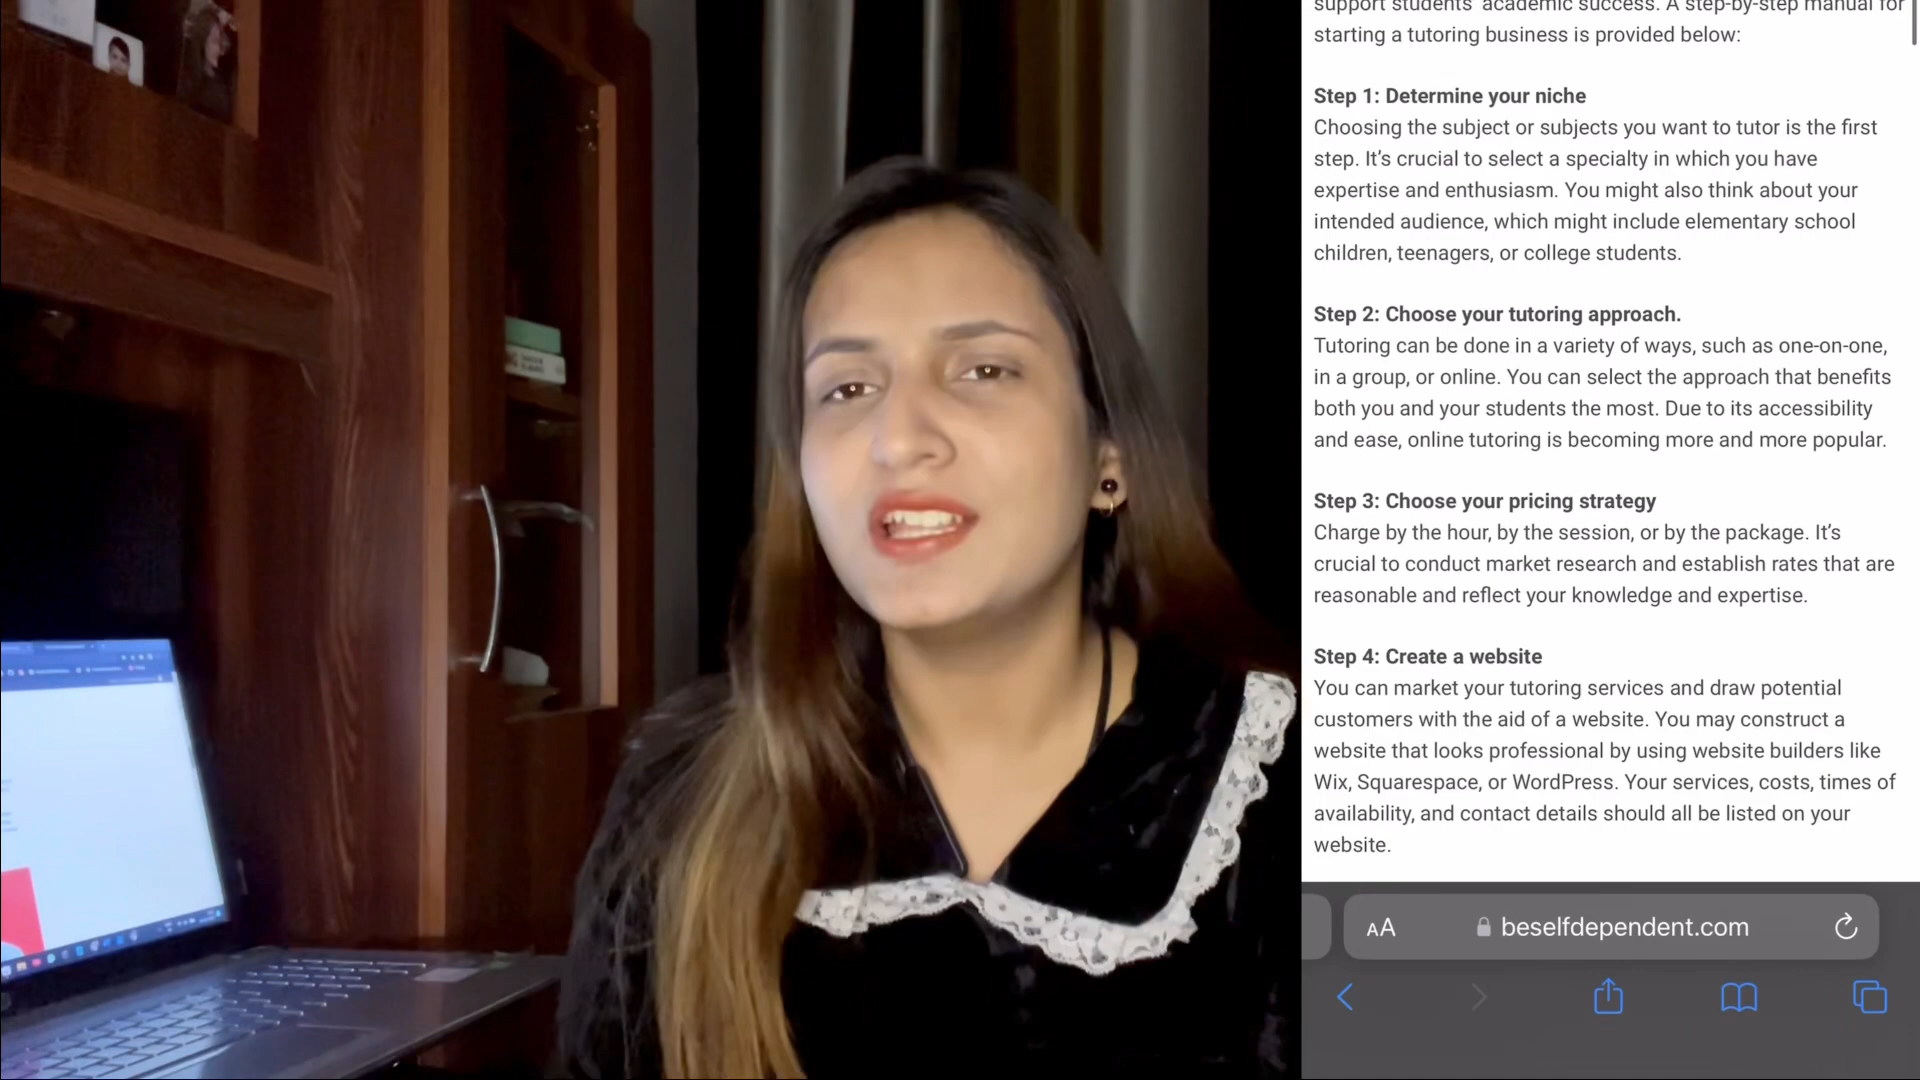 support students' academic success. A step-by-step manual for
starting a tutoring business is provided below:
Step 1: Determine your niche
Choosing the subject or subjects you want to tutor is the first
step. It's crucial to select a specialty in which you have
expertise and enthusiasm. You might also think about your
intended audience, which might include elementary school
children, teenagers, or college students.
Step 2: Choose your tutoring approach.
Tutoring can be done in a variety of ways, such as one-on-one,
in a group, or online. You can select the approach that benefits
both you and your students the most. Due to its accessibility
and ease, online tutoring is becoming more and more popular.
Step 3: Choose your pricing strategy
Charge by the hour, by the session, or by the package. It's
crucial to conduct market research and establish rates that are
reasonable and reflect your knowledge and expertise.
Step 4: Create a website
You can market your tutoring services and draw potential
customers with the aid of a website. You may construct a
website that looks professional by using website builders like
Wix, Squarespace, or WordPress. Your services, costs, times of
availability, and contact details should all be listed on your
website.
AA beselfdependent.com